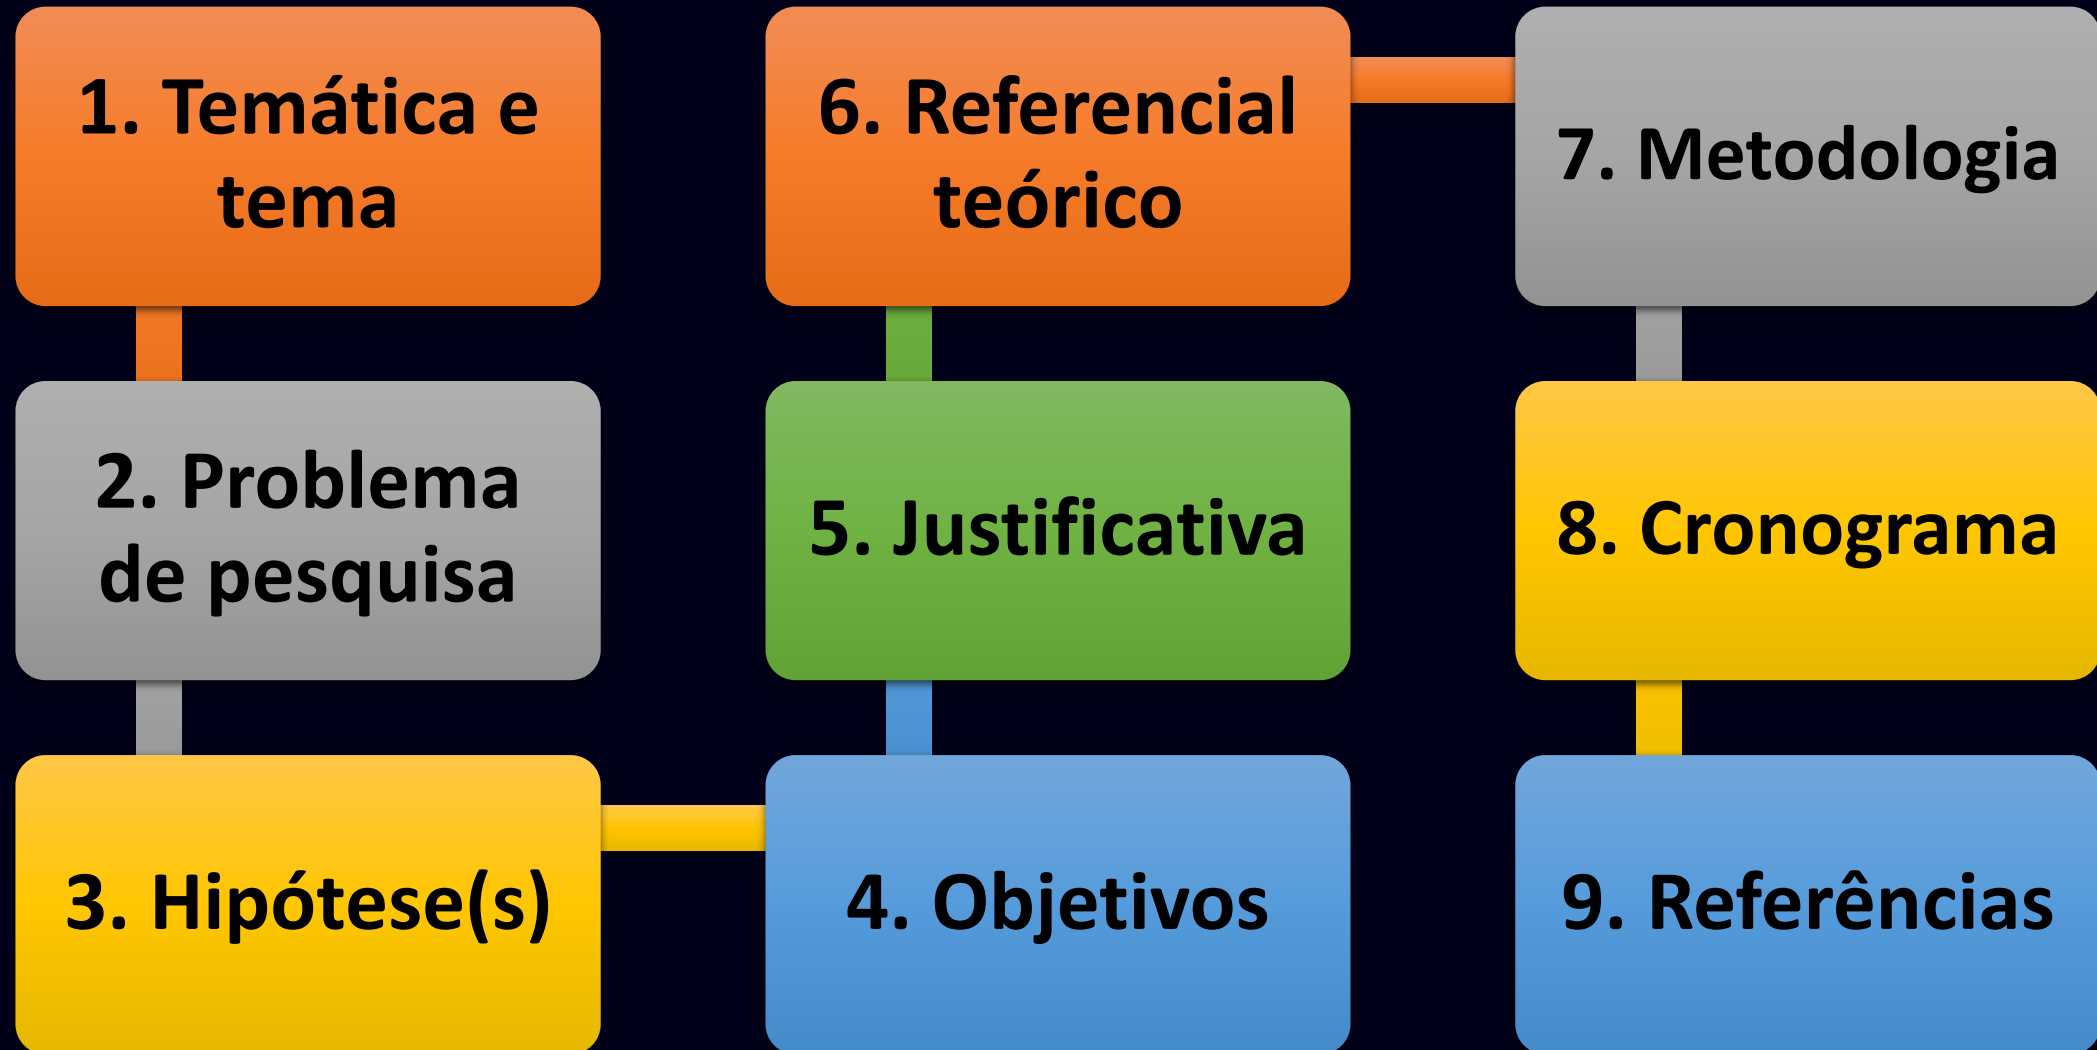 1. Temática e
tema
2. Problema
de pesquisa
3. Hipótese(s)
4. Objetivos
5. Justificativa
6. Referencial
teórico
7. Metodologia
8. Cronograma
9. Referências